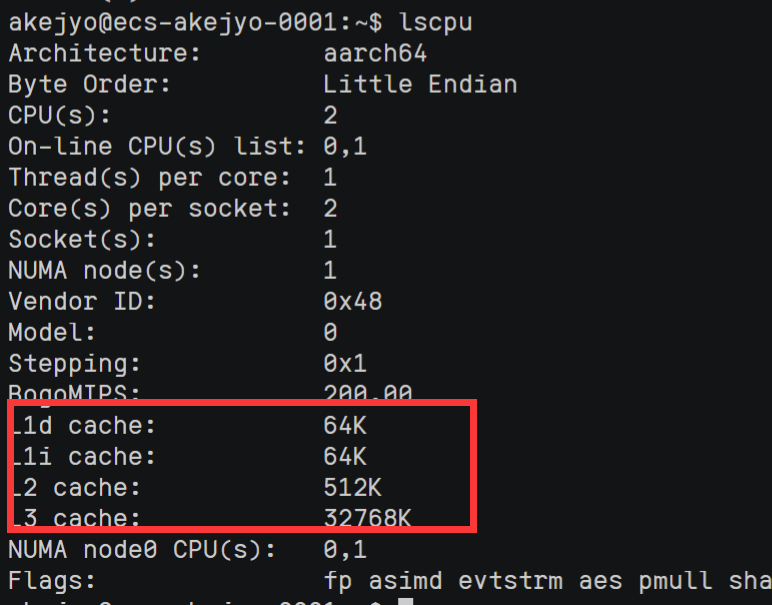 akejyo@ecs-akejyo-0001:~$ lscpu
Architecture: aarch64
Byte Order: Little Endian
CPU(s): 2
On-line CPU(s) list: 0,1
Thread(s) per core: 1
Core(s) per socket: 2
Socket(s): 1
NUMA node(s): 1
Vendor ID: 0x48
Model: 0
Stepping: 0x1
BogoMIPS: 200.00
L1d cache: 64K
L1i cache: 64K
L2 cache: 512K
L3 cache: 32768K
NUMA node0 CPU(s): 0,1
Flags: fp asimd evtstrm aes pmull sha